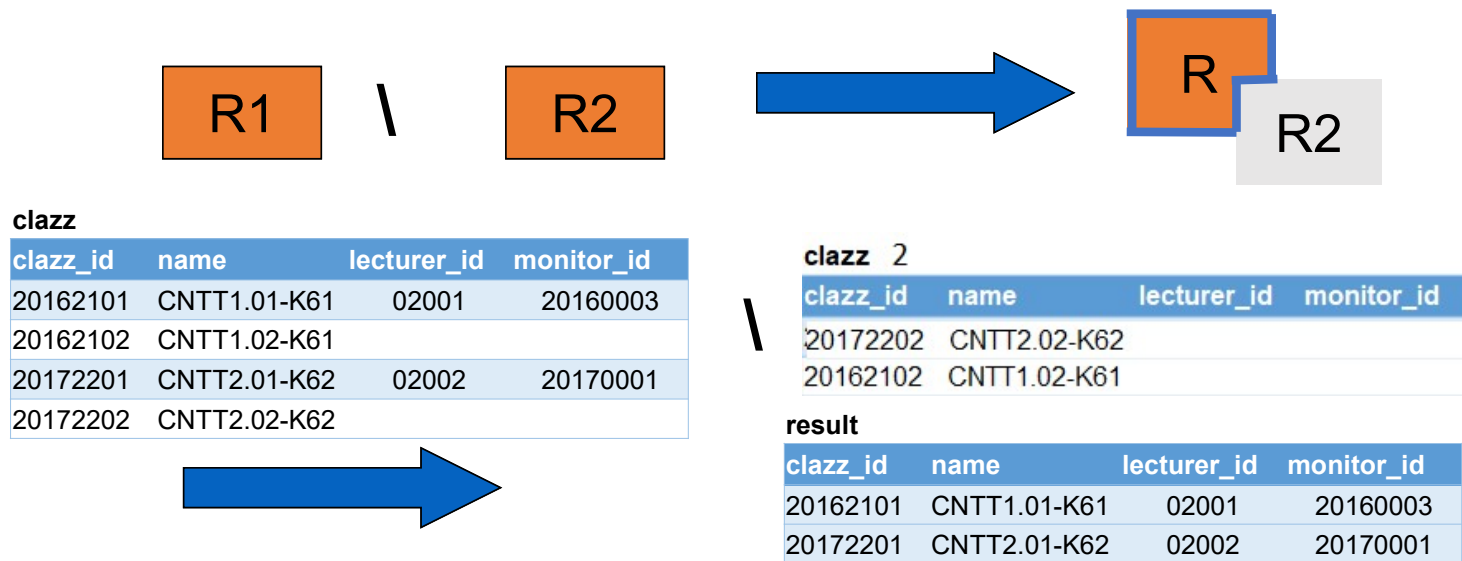 R1 \ R2 R
R2
clazz
clazz_id name lecturer_id monitor_id
20162101 CNTT1.01-K61 02001 20160003
20162102 CNTT1.02-K61
20172201 CNTT2.01-K62 02002 20170001
20172202 CNTT2.02-K62
\
clazz 2
clazz_id name lecturer_id monitor_id
20172202 CNTT2.02-K62
20162102 CNTT1.02-K61
result
clazz_id name lecturer_id monitor_id
20162101 CNTT1.01-K61 02001 20160003
20172201 CNTT2.01-K62 02002 20170001